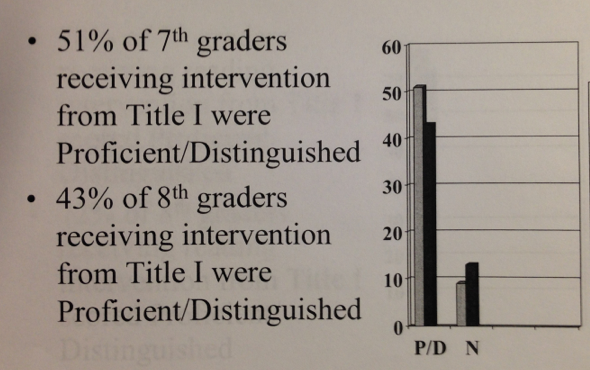 • 51% of 7th graders
receiving intervention
from Title I were
Proficient/Distinguished
• 43% of 8th graders
receiving intervention
from Title I were
Proficient/Distinguished
60
50
40
30
20
10
0
P/D N